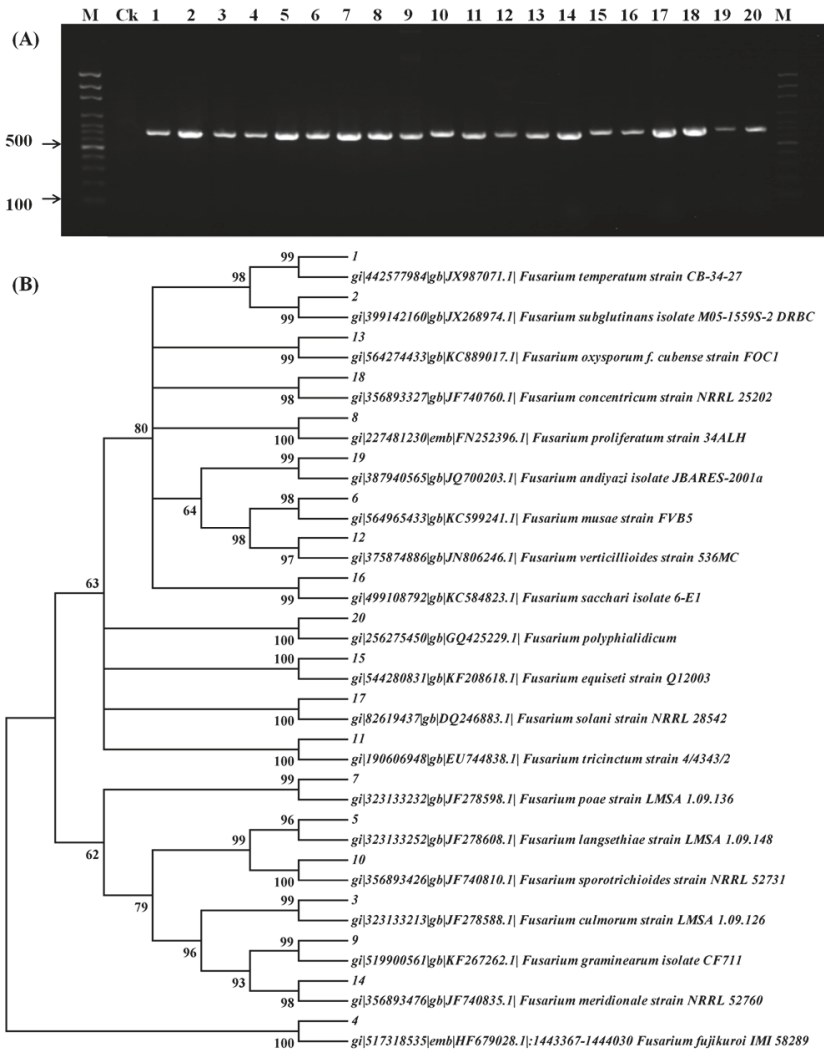 M Ck 1 2 3 4 5 6 7 8 9 10 11 12 13 14 15 16 17 18 19 20 M
(A)
500
100
(B)
99
1
98
gi|442577984|gb|JX987071.1| Fusarium temperatum strain CB-34-27
2
99
gi|399142160|gb|JX268974.1| Fusarium subglutinans isolate M05-1559S-2 DRBC
13
99
gi|564274433|gb|KC889017.1| Fusarium oxysporum f. cubense strain FOC1
18
98
gi|356893327|gb|JF740760.1| Fusarium concentricum strain NRRL 25202
8
80
100
gi|227481230|emb|FN252396.1| Fusarium proliferatum strain 34ALH
99
19
gi|387940565|gb|JQ700203.1| Fusarium andiyazi isolate JBARES-2001a
64
98
6
gi|564965433|gb|KC599241.1| Fusarium musae strain FVB5
98
12
97
gi|375874886|gb|JN806246.1| Fusarium verticillioides strain 536MC
63
16
99
gi|499108792|gb|KC584823.1| Fusarium sacchari isolate 6-E1
20
100
gi|256275450|gb|GQ425229.1| Fusarium polyphialidicum
100
15
gi|544280831|gb|KF208618.1| Fusarium equiseti strain Q12003
17
100
gi|82619437|gb|DQ246883.1| Fusarium solani strain NRRL 28542
11
100
gi|190606948|gb|EU744838.1| Fusarium tricinctum strain 4/4343/2
99
7
gi|323133232|gb|JF278598.1| Fusarium poae strain LMSA 1.09.136
62
96
5
99
gi|323133252|gb|JF278608.1| Fusarium langsethiae strain LMSA 1.09.148
10
100
gi|356893426|gb|JF740810.1| Fusarium sporotrichioides strain NRRL 52731
79
99
3
gi|323133213|gb|JF278588.1| Fusarium culmorum strain LMSA 1.09.126
96
99
9
gi|519900561|gb|KF267262.1| Fusarium graminearum isolate CF711
93
14
98
gi|356893476|gb|JF740835.1| Fusarium meridionale strain NRRL 52760
4
100
gi|517318535|emb|HF679028.1|:1443367-1444030 Fusarium fujikuroi IMI 58289